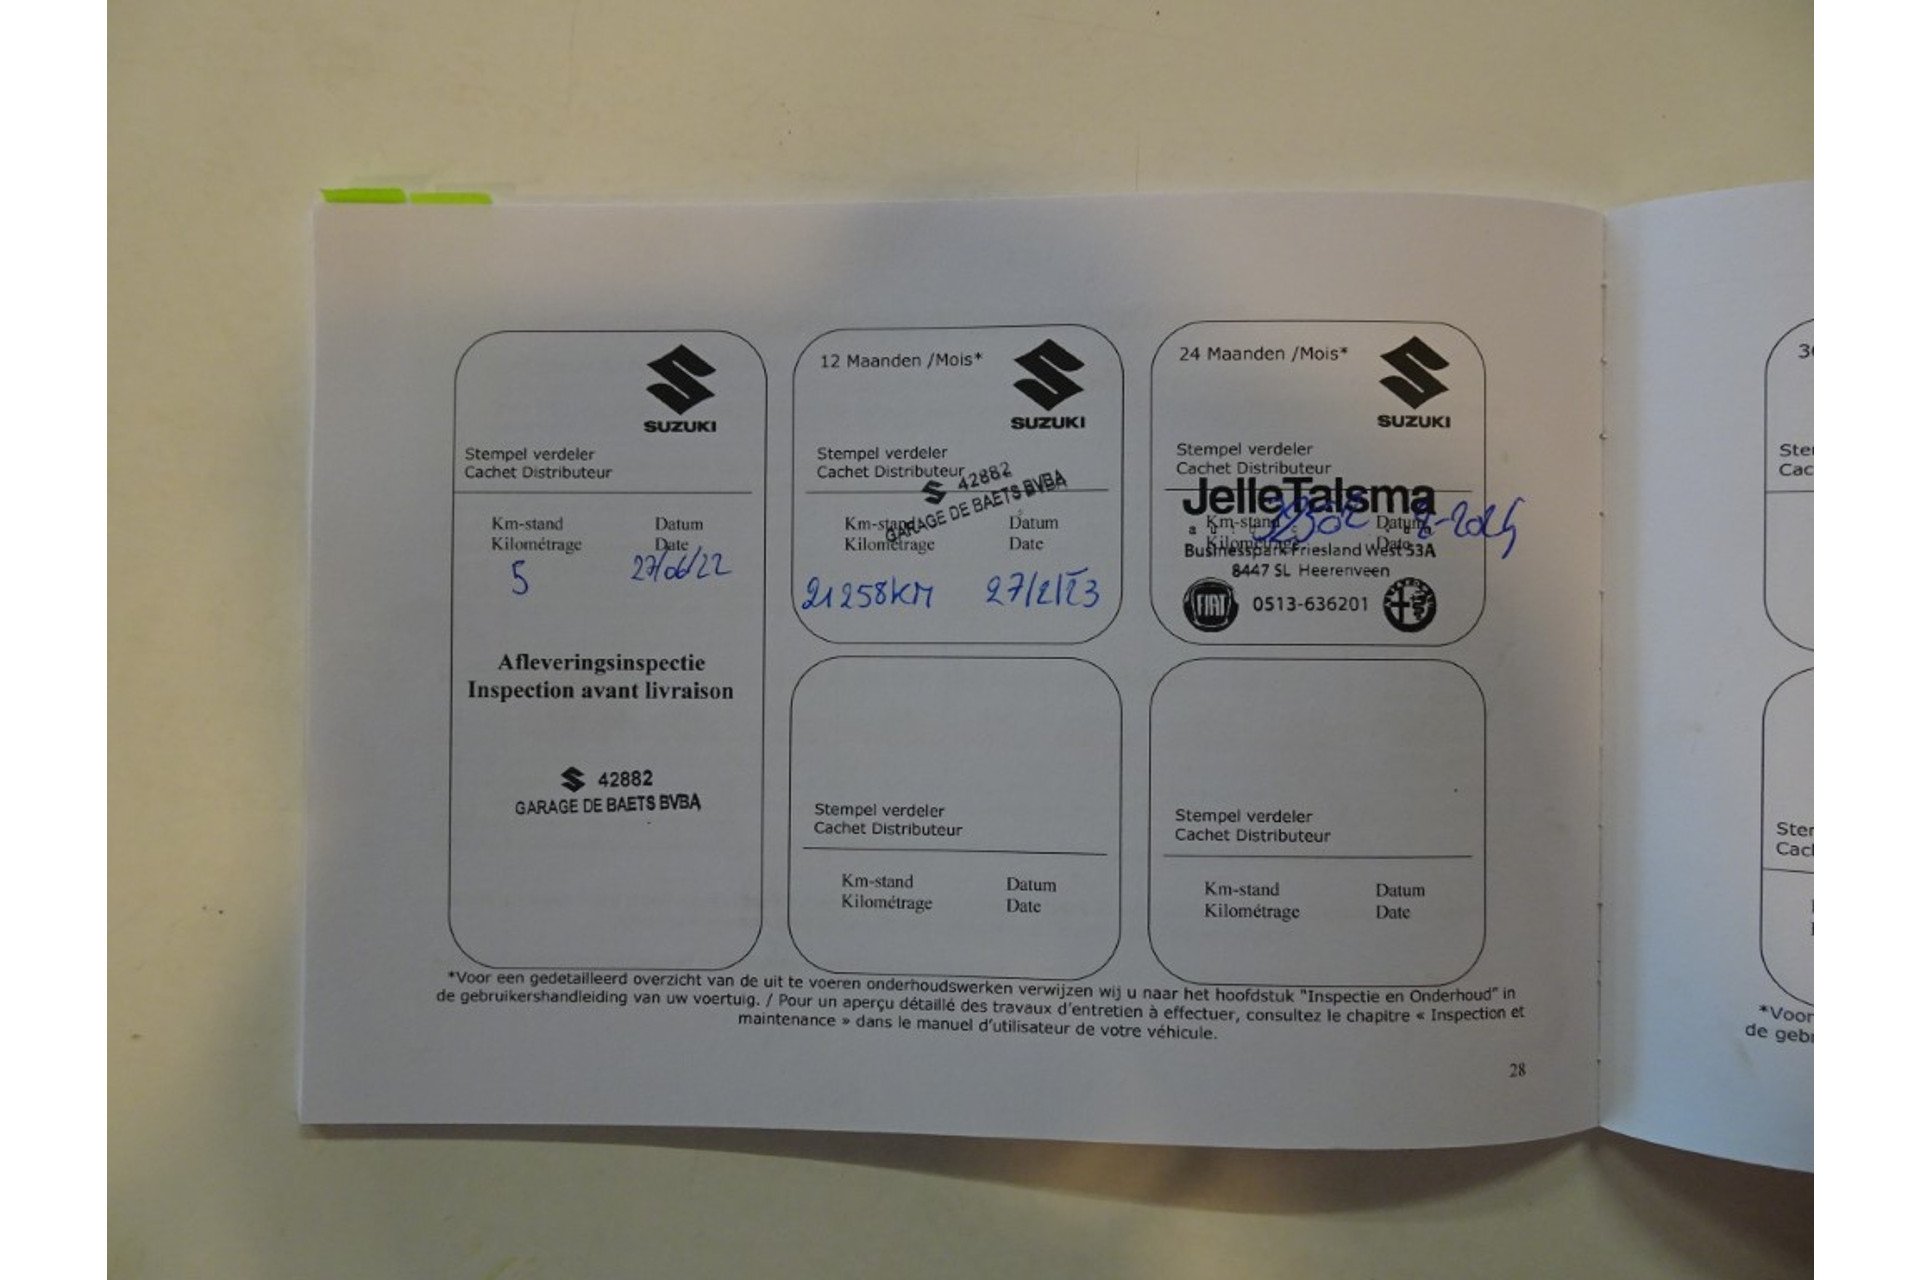 SUZUKI
Stempel verdeler
Cachet Distributeur
Km-stand Datum
Kilométrage Date
5 27/06/22
Afleveringsinspectie
Inspection avant livraison
42882
GARAGE DE BAETS BVBA
12 Maanden /Mois*
SUZUKI
Stempel verdeler
Cachet Distributeur
42882
GARAGE DE BAETS BVBA
Km-stand Datum
Kilométrage Date
21258KM 27/2/23
24 Maanden /Mois*
SUZUKI
Stempel verdeler
Cachet Distributeur
JelleTalsma
Km-stand Datum
Kilométrage Date
Businesspark Friesland West 53A
8447 SL Heerenveen
FIAT 0513-636201
Stempel verdeler
Cachet Distributeur
Km-stand Datum
Kilométrage Date
Stempel verdeler
Cachet Distributeur
Km-stand Datum
Kilométrage Date
*Voor een gedetailleerd overzicht van de uit te voeren onderhoudswerken verwijzen wij u naar het hoofdstuk "Inspectie en Onderhoud" in
de gebruikershandleiding van uw voertuig. / Pour un aperçu détaillé des travaux d'entretien à effectuer, consultez le chapitre « Inspection et
maintenance » dans le manuel d'utilisateur de votre véhicule.
28
*Voor
de gebr